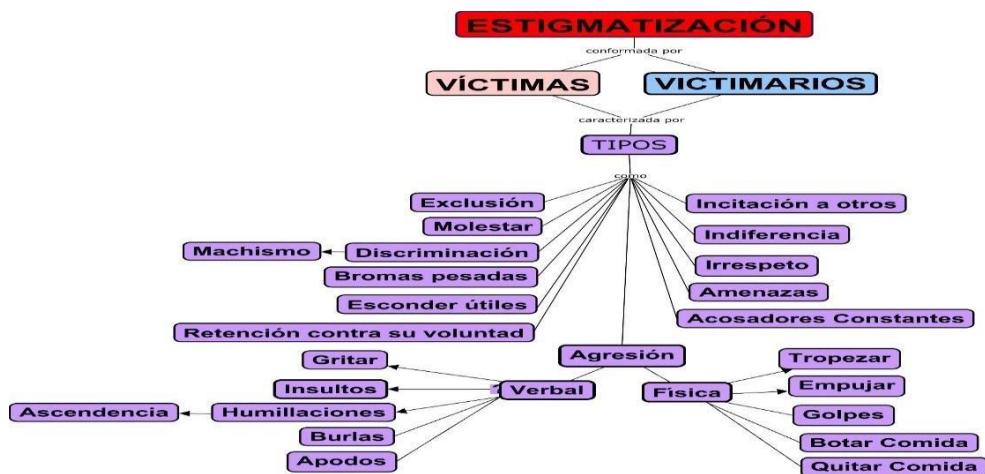 ESTIGMATIZACIÓN
conformada por
VÍCTIMAS
VICTIMARIOS
caracterizada por
TIPOS
como
Exclusión
Incitación a otros
Molestar
Indiferencia
Machismo
Discriminación
Irrespeto
Bromas pesadas
Amenazas
Esconder útiles
Acosadores Constantes
Retención contra su voluntad
Agresión
Gritar
Tropezar
Insultos
Verbal
Física
Empujar
Ascendencia
Humillaciones
Golpes
Burlas
Botar Comida
Apodos
Quitar Comida